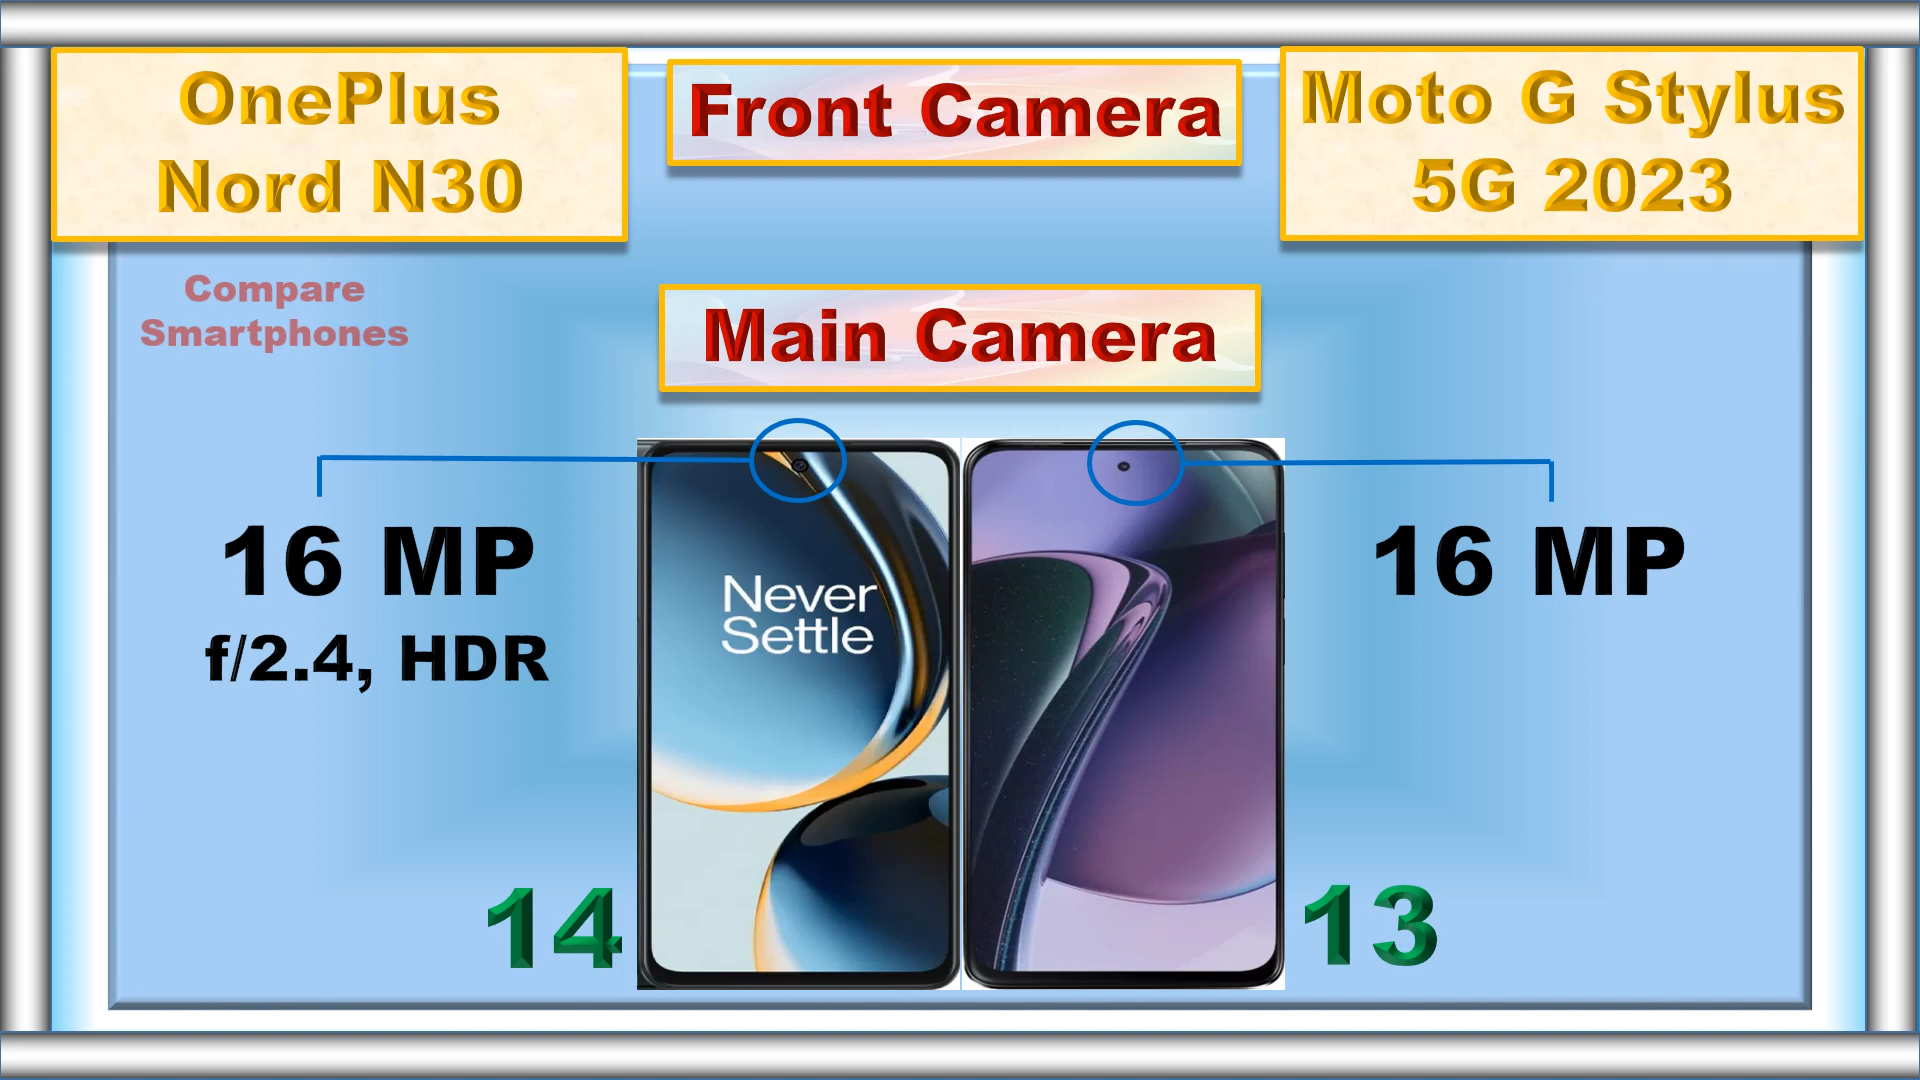 OnePlus
Nord N30
Front Camera
Moto G Stylus
5G 2023
Compare
Smartphones
Main Camera
16 MP
f/2.4, HDR
Never
Settle
16 MP
14
13